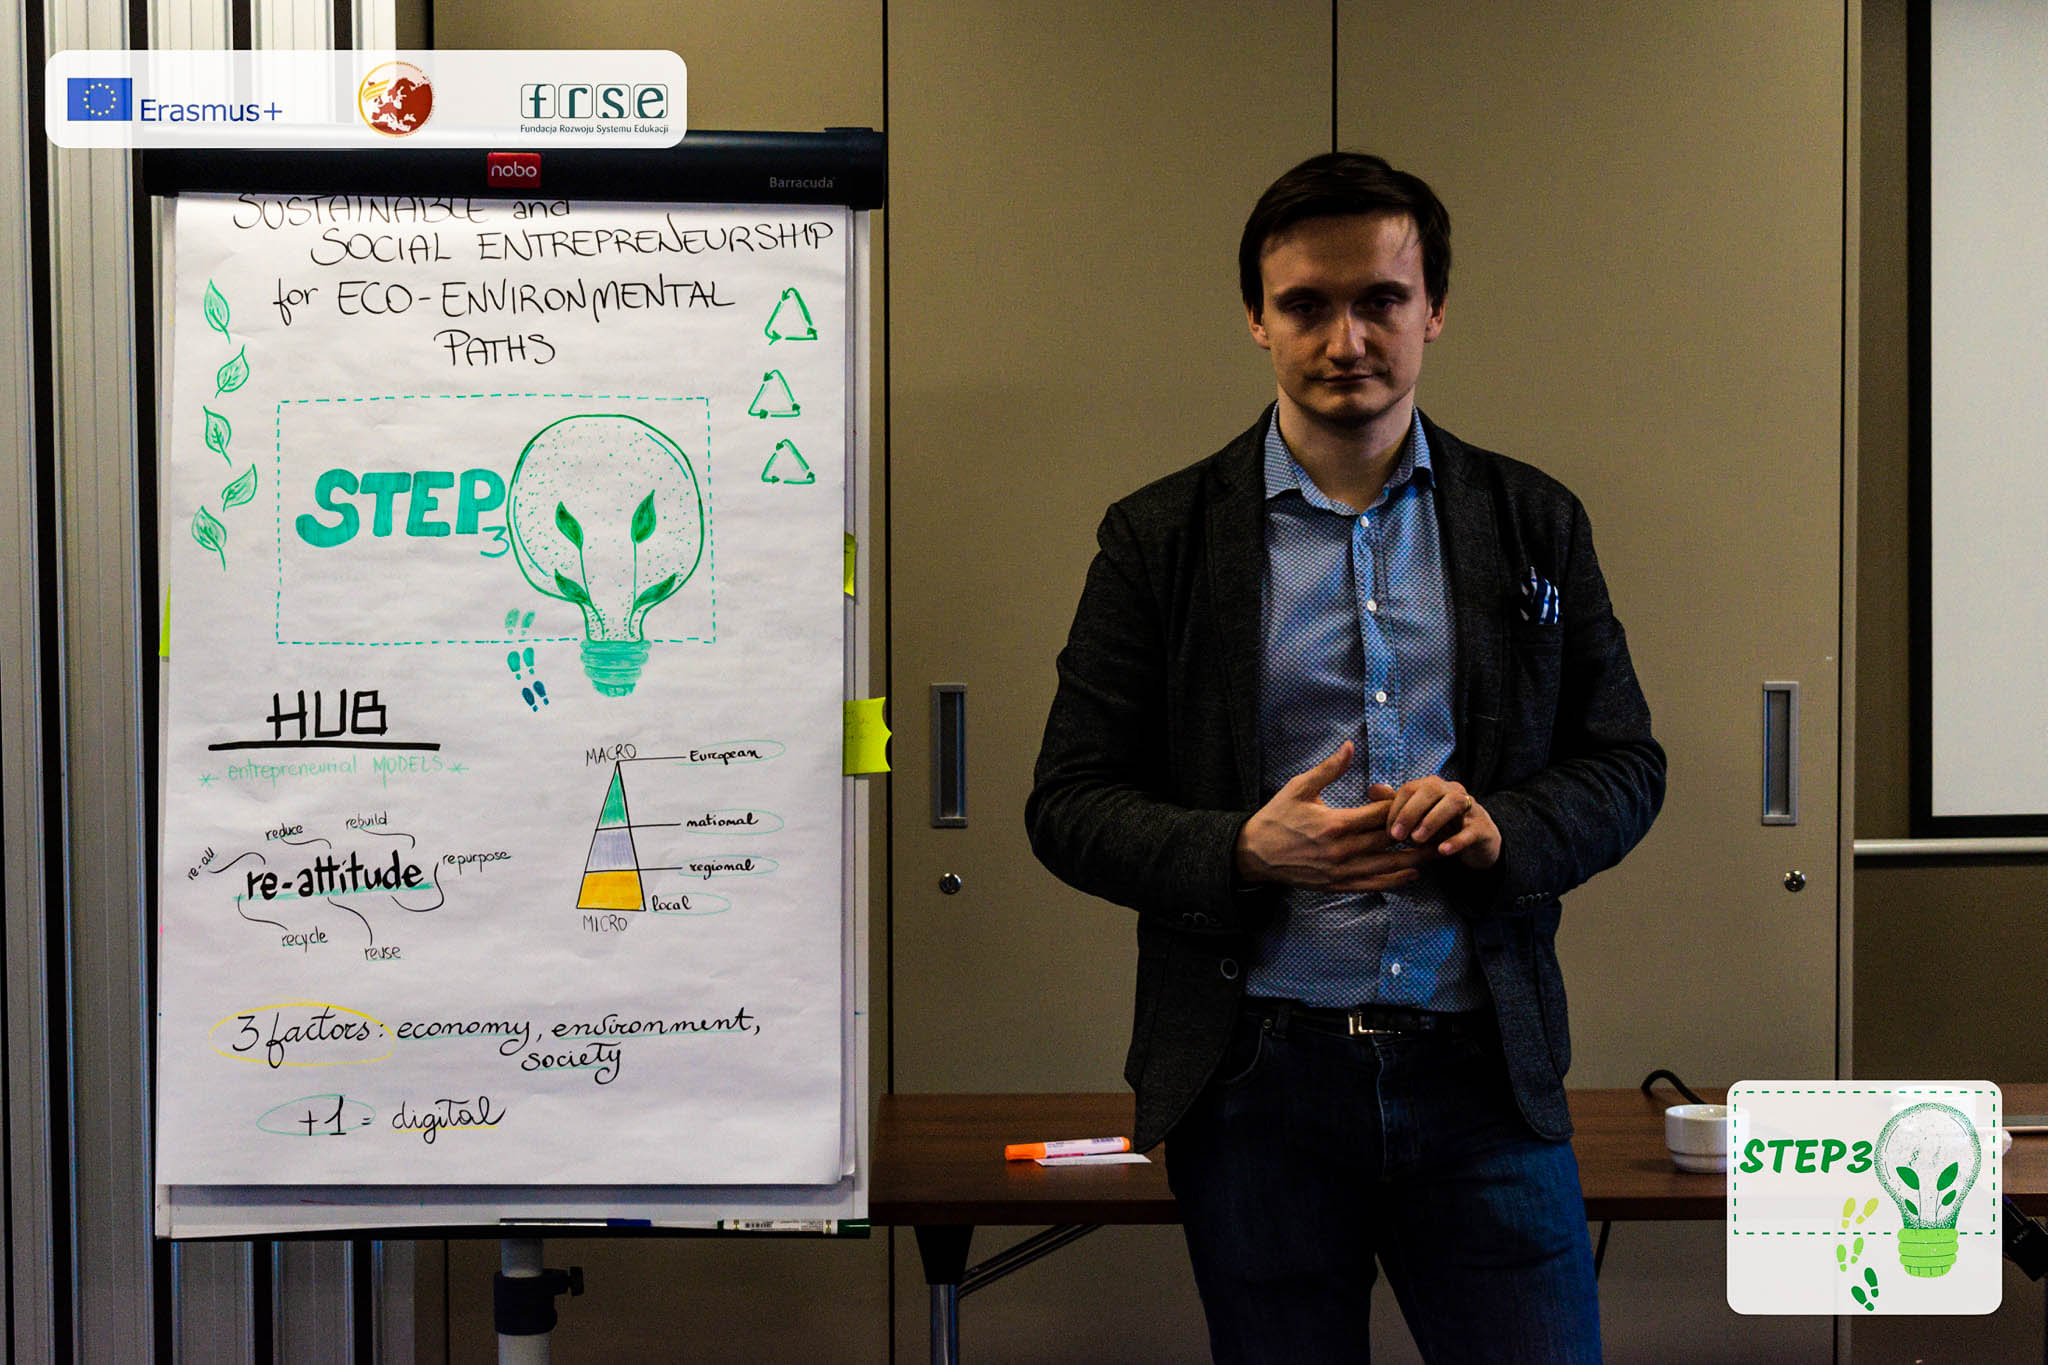 Erasmus+
frse
Fundacja Rozwoju Systemu Edukacji
nobo
Barracuda
SUSTAINABLE and
SOCIAL ENTREPRENEURSHIP
for ECO-ENVIRONMENTAL
PATHS
STEP
3
HUB
entrepreneurial MODELS
MACRO
European
national
regional
local
MICRO
reduce
rebuild
re-all
repurpose
re-attitude
recycle
reuse
3 factors: economy, environment,
society
+1 = digital
STEP3